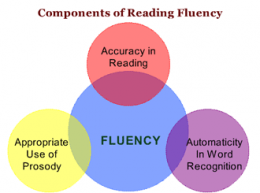 Components of Reading Fluency
Accuracy in
Reading
FLUENCY
Appropriate
Use of
Prosody
Automaticity
In Word
Recognition